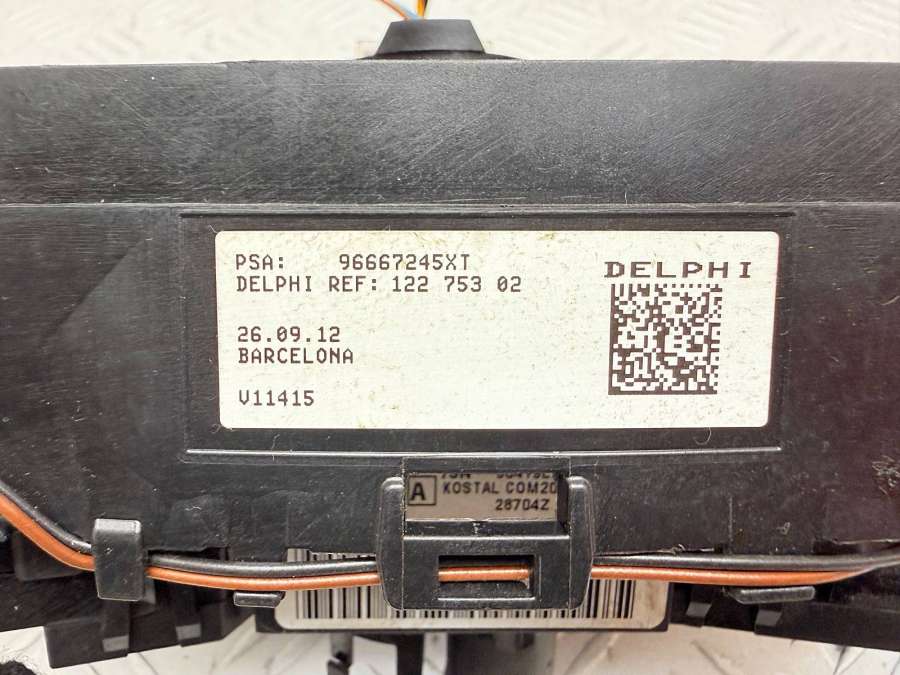 PSA: 96667245XT
DELPHI REF: 122 753 02
DELPHI
26.09.12
BARCELONA
V11415
A
KOSTAL COM20
28704Z